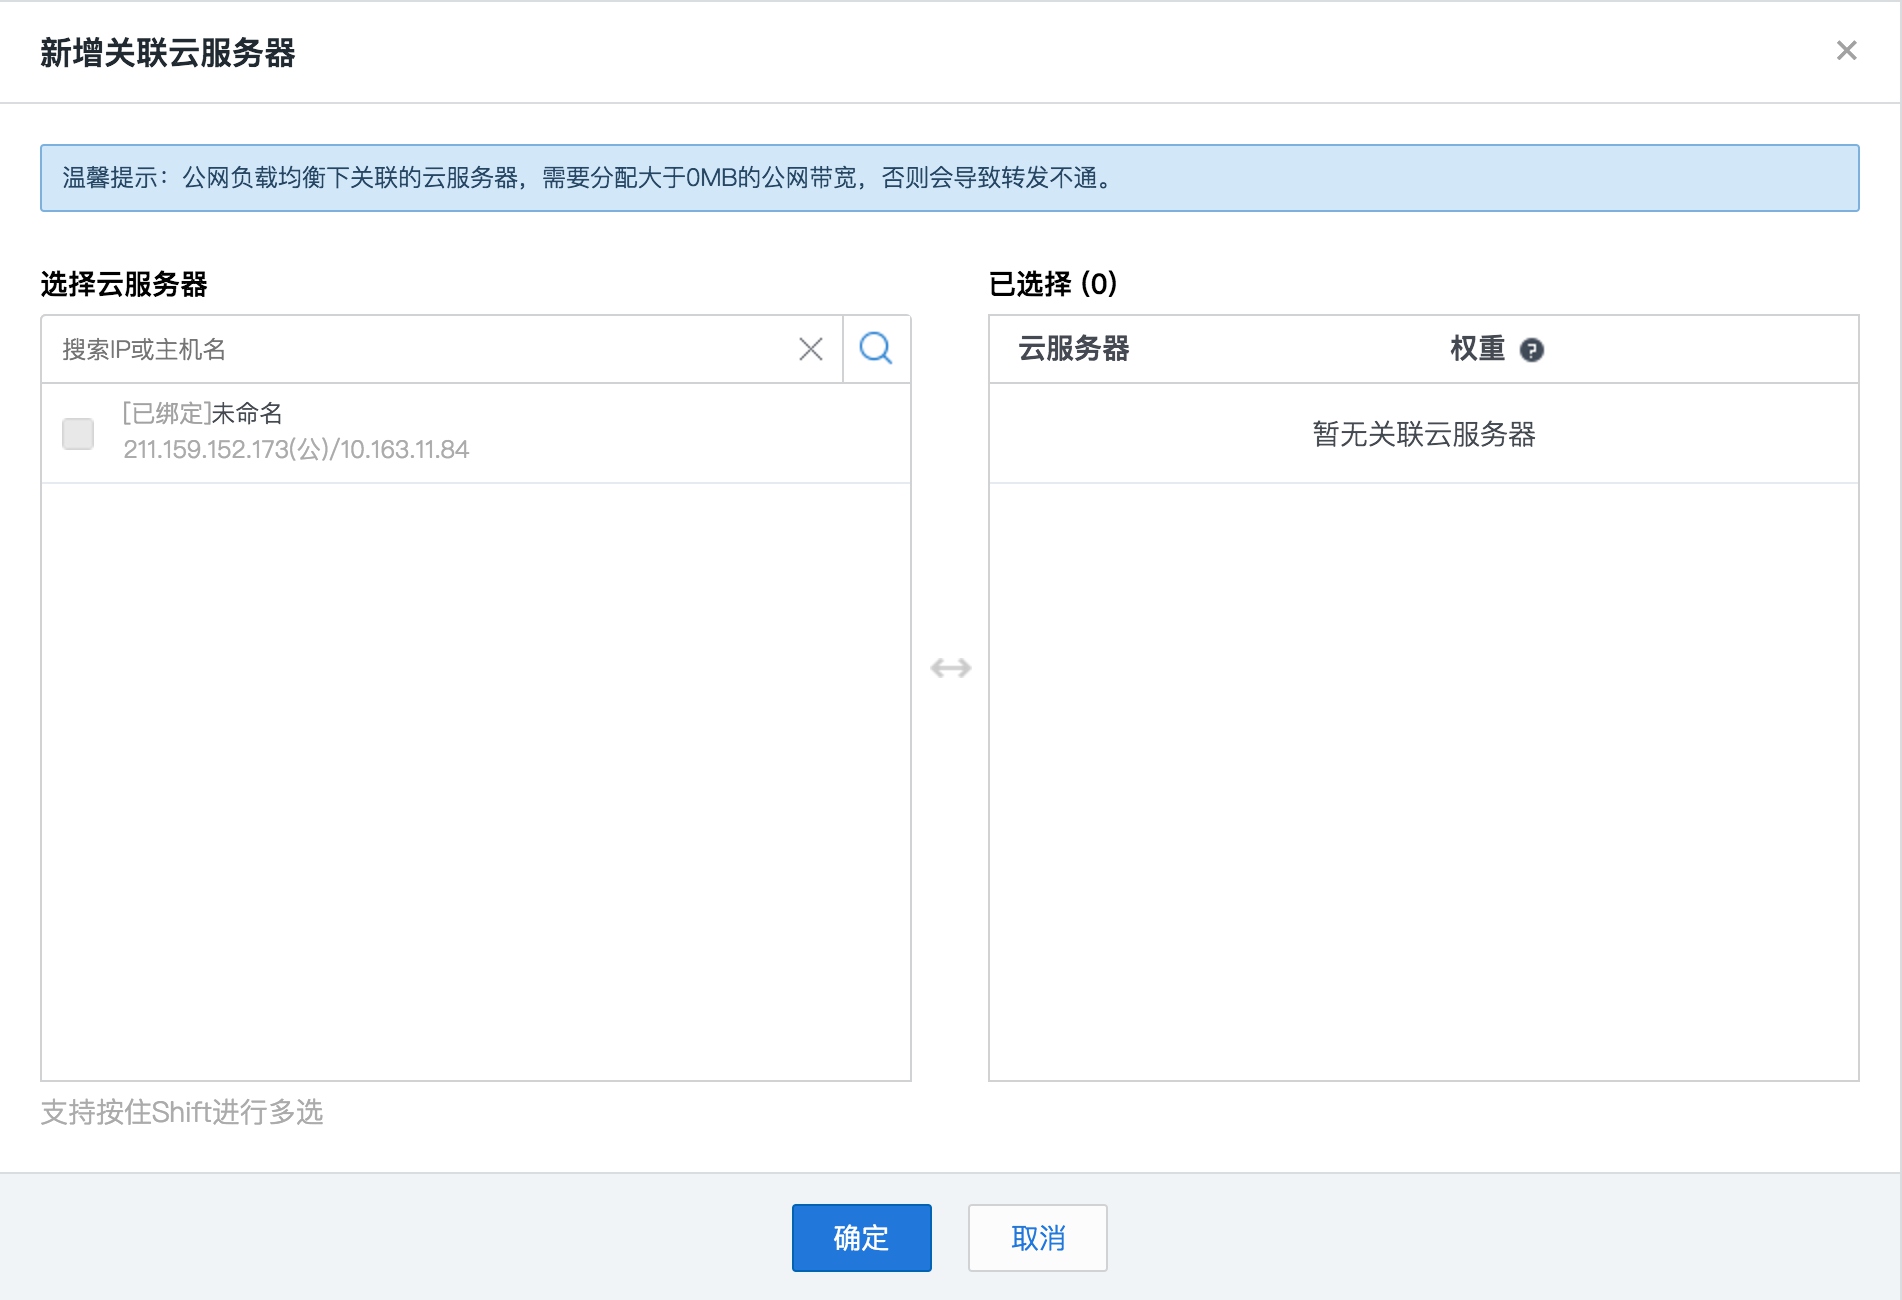 新增关联云服务器
温馨提示：公网负载均衡下关联的云服务器，需要分配大于0MB的公网带宽，否则会导致转发不通。
选择云服务器
搜索IP或主机名
[已绑定]未命名
211.159.152.173(公)/10.163.11.84
支持按住Shift进行多选
已选择 (0)
云服务器 权重
暂无关联云服务器
确定 取消